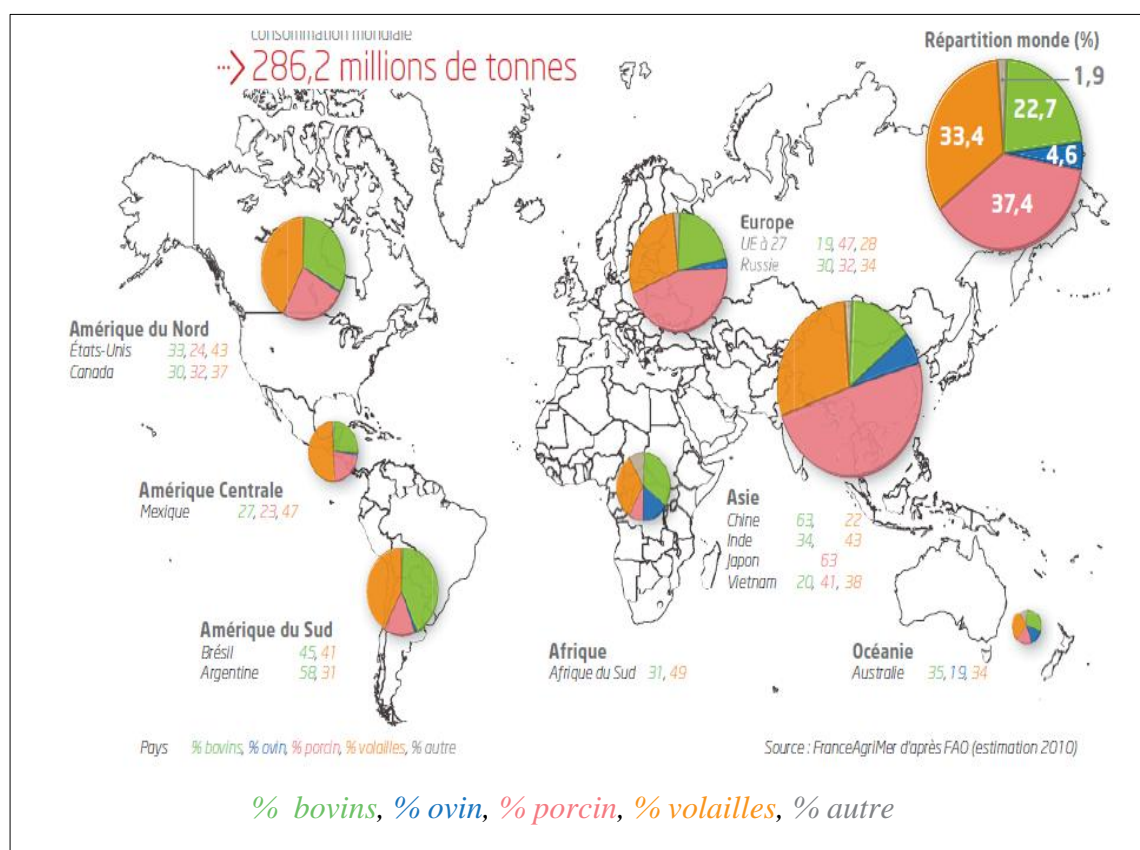 consommation mondiale
286,2 millions de tonnes
Répartition monde (%)
1,9
22,7
33,4
4,6
37,4
Europe
UE à 27 19, 47, 28
Russie 30, 32, 34
Amérique du Nord
États-Unis 33, 24, 43
Canada 30, 32, 37
Amérique Centrale
Mexique 27, 23, 47
Asie
Chine 63, 22
Inde 34, 43
Japon 63
Vietnam 20, 41, 38
Amérique du Sud
Brésil 45, 41
Argentine 58, 31
Afrique
Afrique du Sud 31, 49
Océanie
Australie 35, 19, 34
Pays % bovins, % ovin, % porcin, % volailles, % autre
Source : FranceAgriMer d'après FAO (estimation 2010)
% bovins, % ovin, % porcin, % volailles, % autre